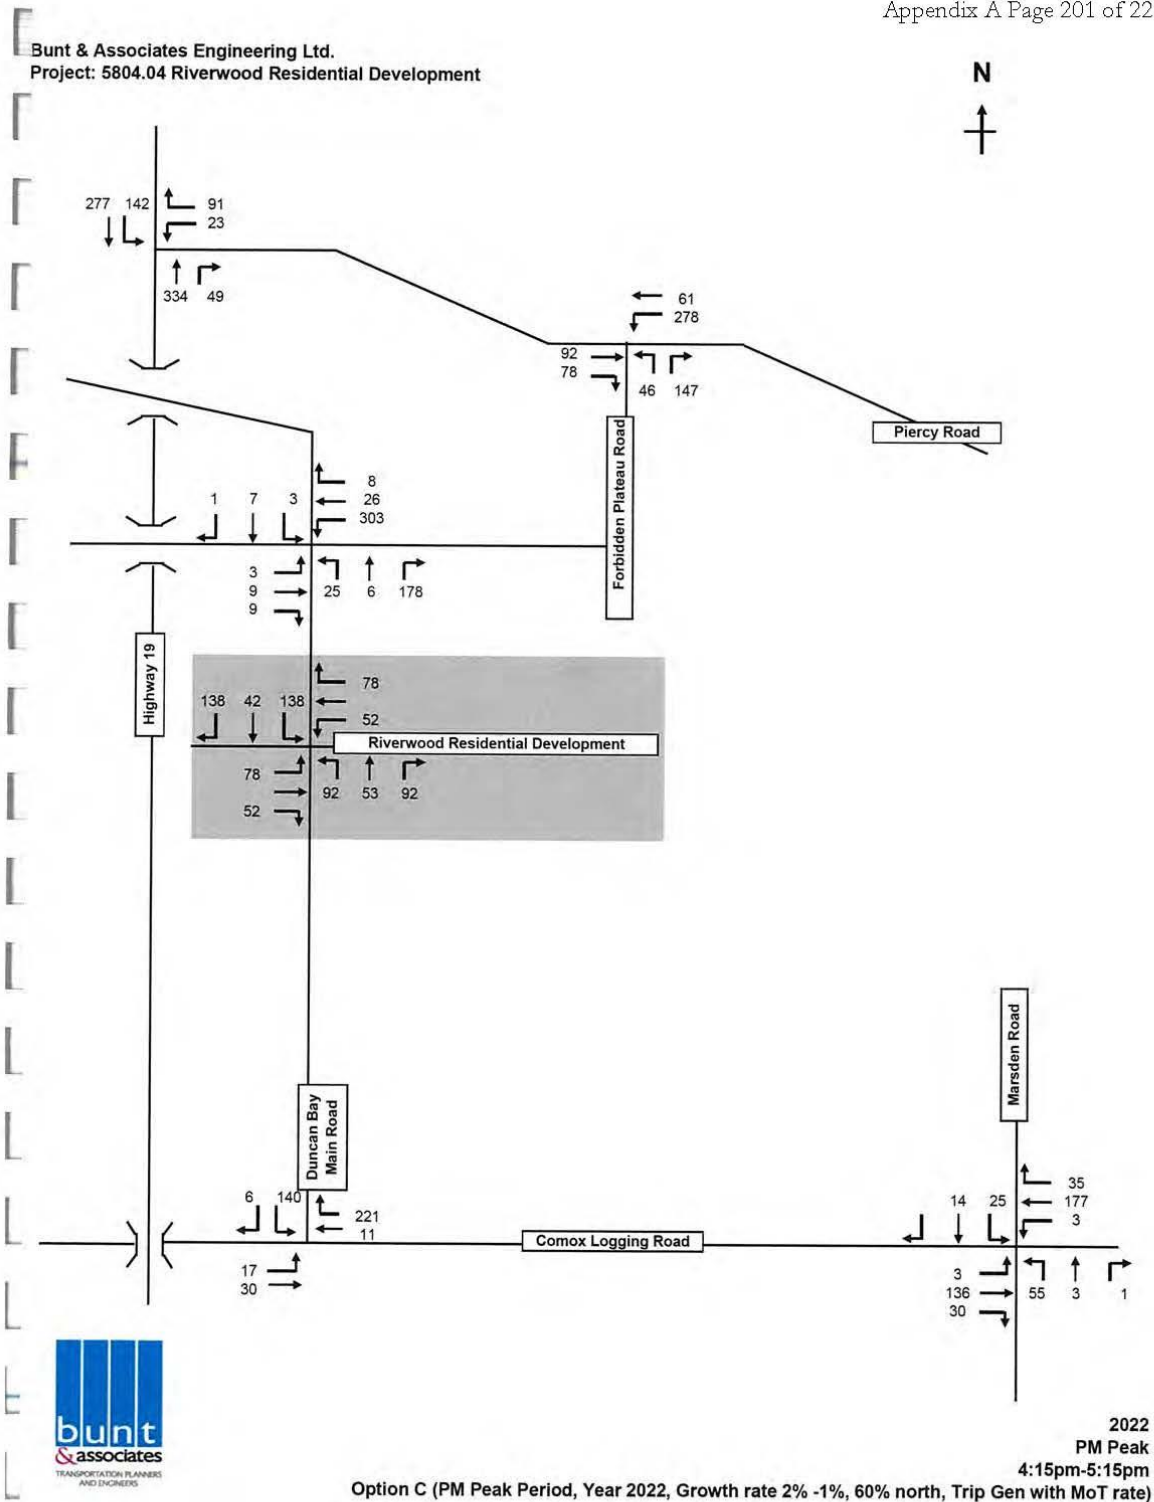 Appendix A Page 201 of 22
Bunt & Associates Engineering Ltd.
Project: 5804.04 Riverwood Residential Development
N
277 142 91
23
334 49
61
278
92
78
46 147
Piercy Road
Forbidden Plateau Road
8
1 7 3 26
303
3
9 25 6 178
9
Highway 19
78
138 42 138
52
Riverwood Residential Development
78
92 53 92
52
Marsden Road
Duncan Bay
Main Road
6 140
221
11
17
30
Comox Logging Road
35
14 25 177
3
3
136 55 3 1
30
bunt
& associates
TRANSPORTATION PLANNERS
AND ENGINEERS
2022
PM Peak
4:15pm-5:15pm
Option C (PM Peak Period, Year 2022, Growth rate 2% -1%, 60% north, Trip Gen with MoT rate)